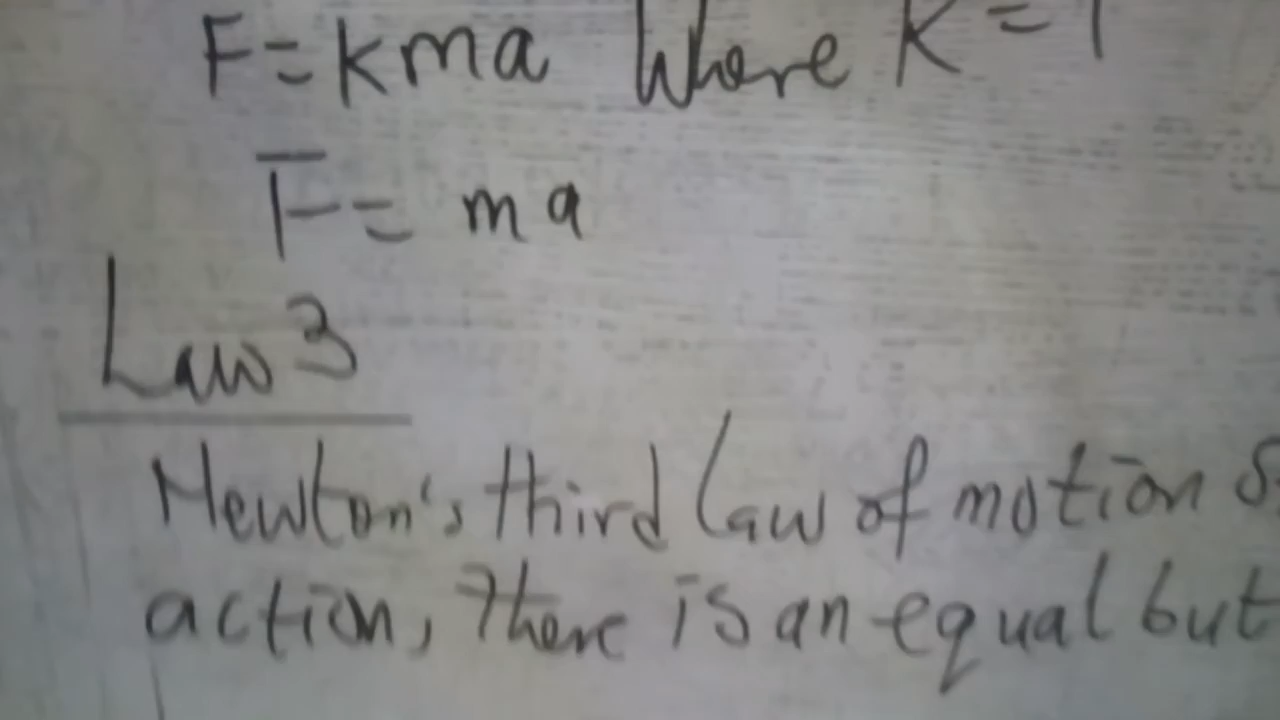 F = kma Where K = 1
F = ma
Law 3
Newton's third law of motion
action, there is an equal but